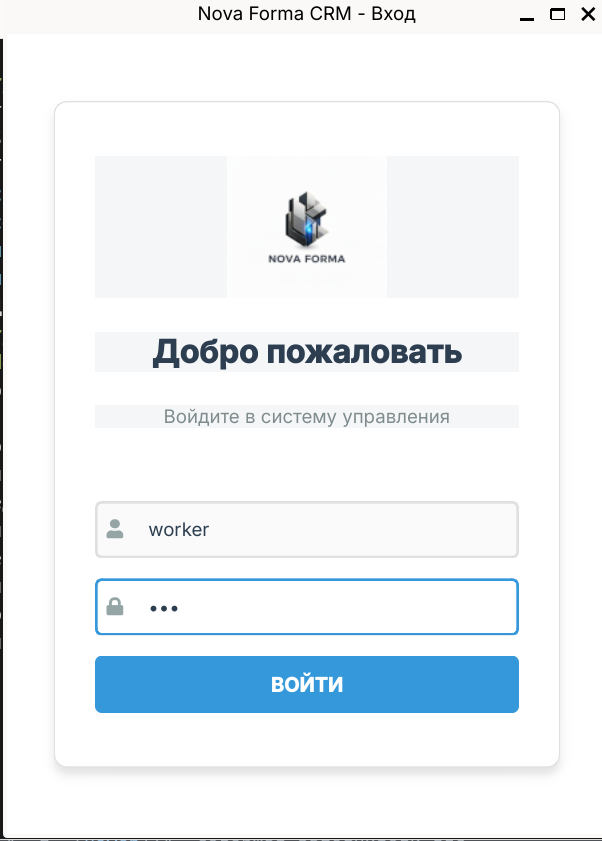 Nova Forma CRM - Вход
NOVA FORMA
Добро пожаловать
Войдите в систему управления
worker
•••
ВОЙТИ